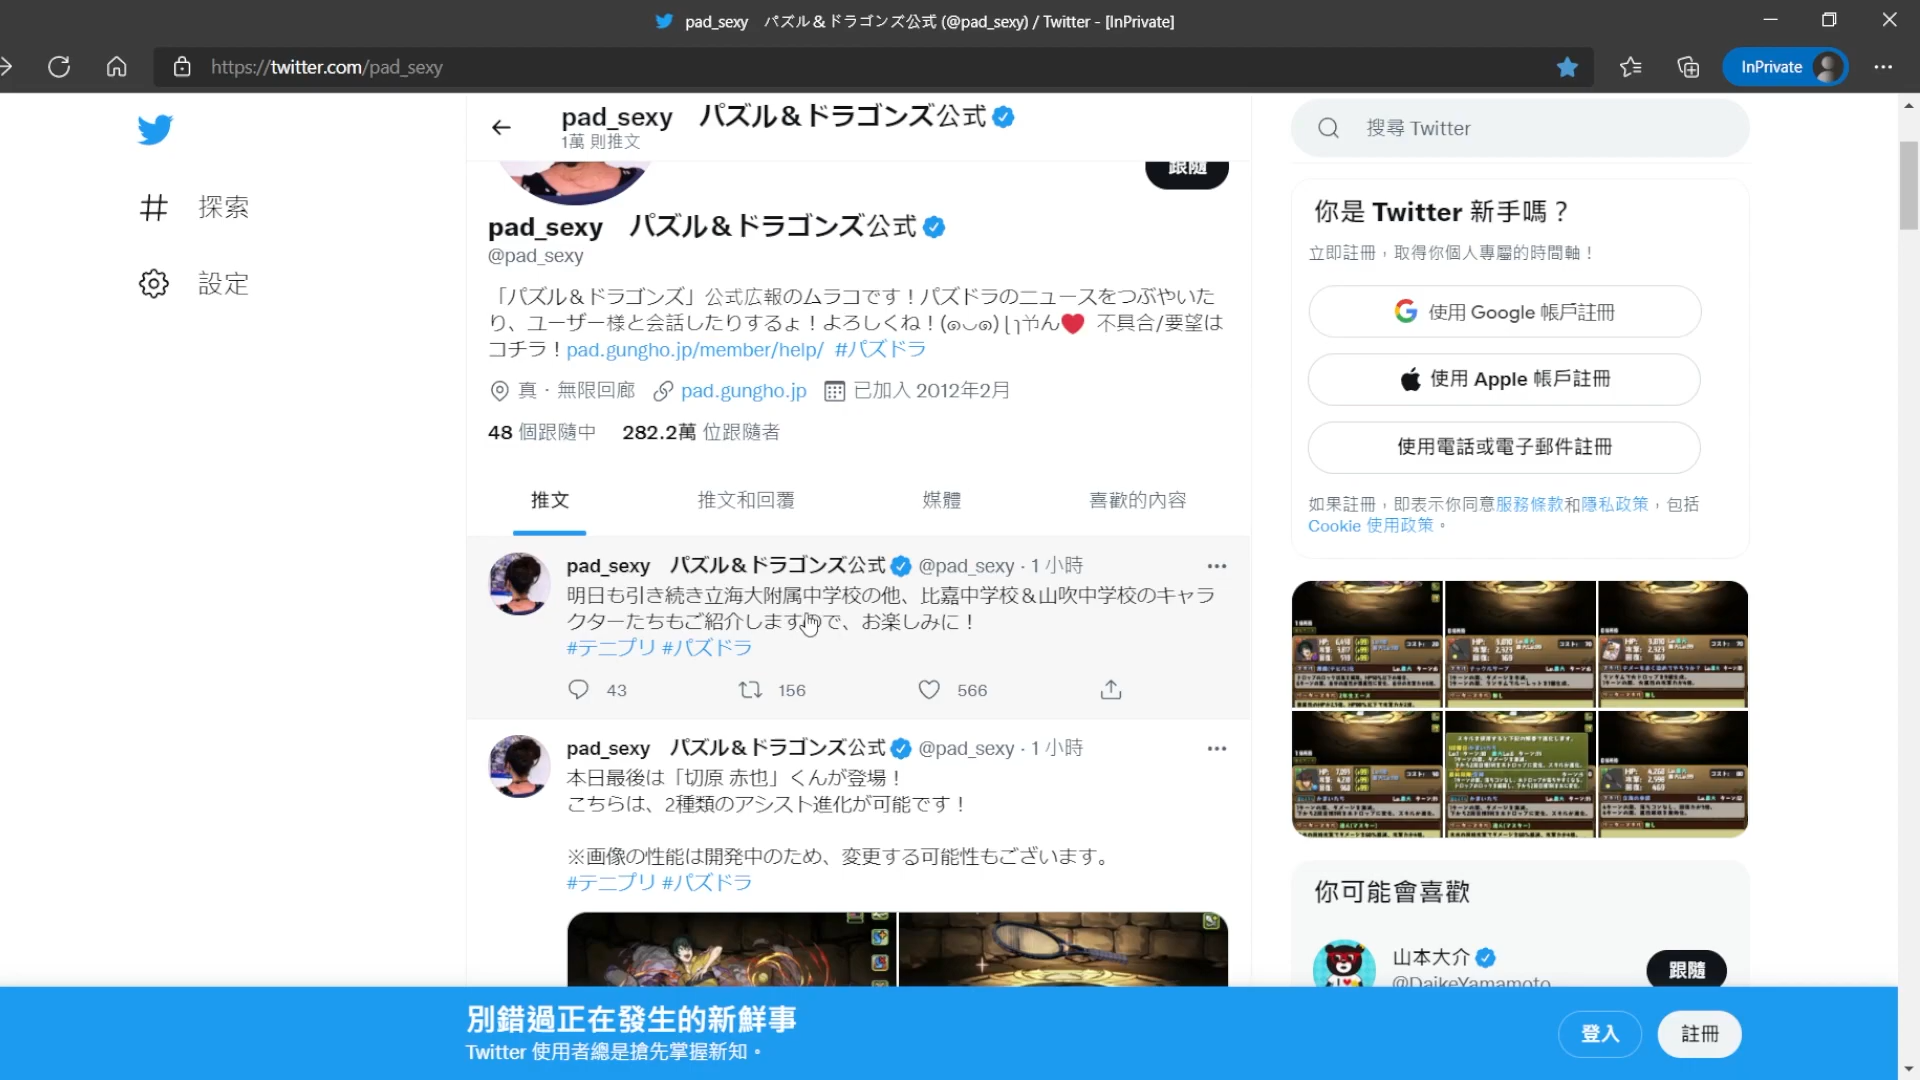 pad_sexy　パズル＆ドラゴンズ公式 (@pad_sexy) / Twitter - [InPrivate]
https://twitter.com/pad_sexy
InPrivate
pad_sexy　パズル＆ドラゴンズ公式
1萬 則推文
搜尋 Twitter
跟隨
探索
設定
pad_sexy　パズル＆ドラゴンズ公式
@pad_sexy
「パズル＆ドラゴンズ」公式広報のムラコです！パズドラのニュースをつぶやいた
り、ユーザー様と会話したりするょ！よろしくね！
不具合/要望は
コチラ！pad.gungho.jp/member/help/ #パズドラ
真・無限回廊 pad.gungho.jp 已加入 2012年2月
48 個跟隨中 282.2萬 位跟隨者
推文 推文和回覆 媒體 喜歡的內容
pad_sexy　パズル＆ドラゴンズ公式 @pad_sexy · 1 小時
明日も引き続き立海大附属中学校の他、比嘉中学校＆山吹中学校のキャラ
クターたちもご紹介しますので、お楽しみに！
#テニプリ #パズドラ
43 156 566
pad_sexy　パズル＆ドラゴンズ公式 @pad_sexy · 1 小時
本日最後は「切原 赤也」くんが登場！
こちらは、2種類のアシスト進化が可能です！
※画像の性能は開発中のため、変更する可能性もございます。
#テニプリ #パズドラ
你是 Twitter 新手嗎？
立即註冊，取得你個人專屬的時間軸！
使用 Google 帳戶註冊
使用 Apple 帳戶註冊
使用電話或電子郵件註冊
如果註冊，即表示你同意服務條款和隱私政策，包括
Cookie 使用政策。
你可能會喜歡
山本大介
@DaikeYamamoto
跟隨
別錯過正在發生的新鮮事
Twitter 使用者總是搶先掌握新知。
登入 註冊